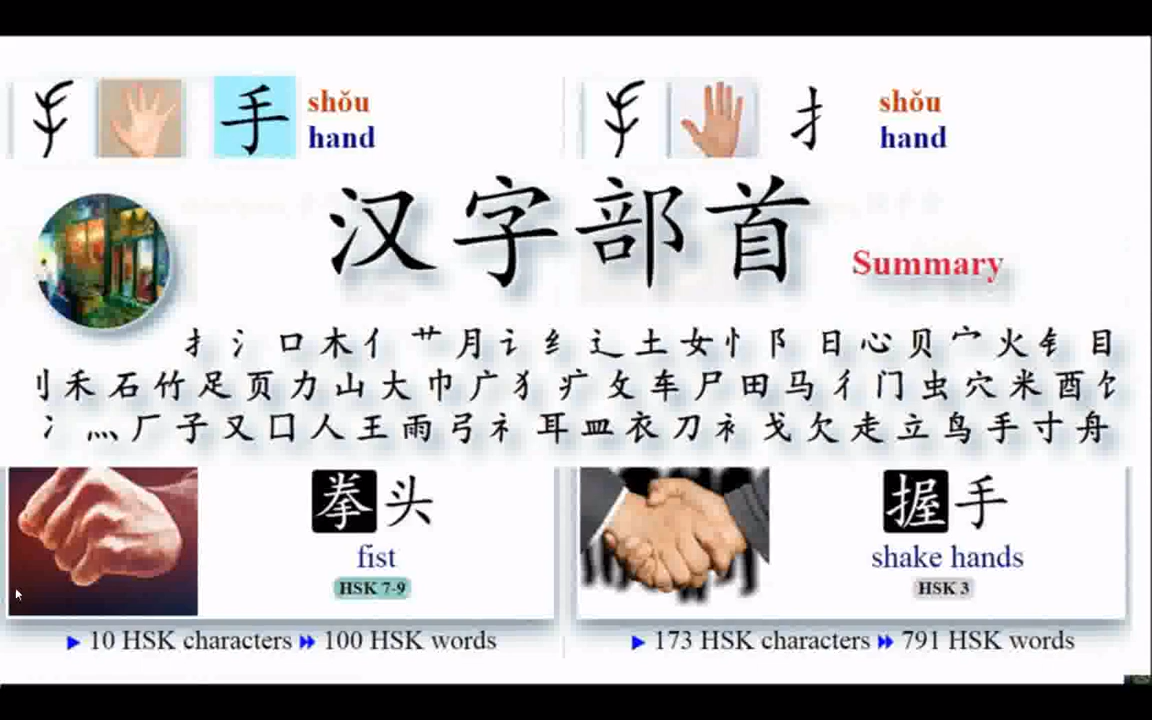 手 shǒu
hand
扌 shǒu
hand
汉字部首 Summary
扌 氵 口 木 亻 艹 月 讠 纟 辶 土 女 忄 阝 日 心 贝 宀 火 钅 目
刂 禾 石 竹 足 页 力 山 大 巾 广 犭 疒 攵 车 尸 田 马 彳 门 虫 穴 米 酉 饣
冫 灬 厂 子 又 囗 人 王 雨 弓 礻 耳 皿 衣 刀 衤 戈 欠 走 立 鸟 手 寸 舟
拳头
fist
HSK 7-9
握手
shake hands
HSK 3
10 HSK characters 100 HSK words
173 HSK characters 791 HSK words